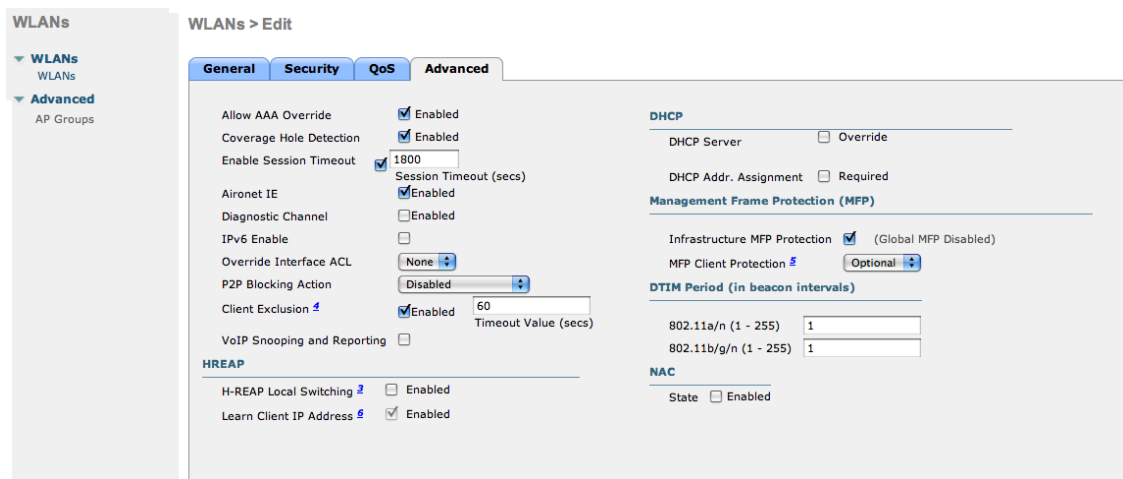 WLANs
WLANs
WLANs
Advanced
AP Groups
WLANs > Edit
General Security QoS Advanced
Allow AAA Override Enabled
Coverage Hole Detection Enabled
Enable Session Timeout 1800
Session Timeout (secs)
Aironet IE Enabled
Diagnostic Channel Enabled
IPv6 Enable
Override Interface ACL None
P2P Blocking Action Disabled
Client Exclusion 4 Enabled 60
Timeout Value (secs)
VoIP Snooping and Reporting
HREAP
H-REAP Local Switching 3 Enabled
Learn Client IP Address 6 Enabled
DHCP
DHCP Server Override
DHCP Addr. Assignment Required
Management Frame Protection (MFP)
Infrastructure MFP Protection (Global MFP Disabled)
MFP Client Protection 5 Optional
DTIM Period (in beacon intervals)
802.11a/n (1 - 255) 1
802.11b/g/n (1 - 255) 1
NAC
State Enabled